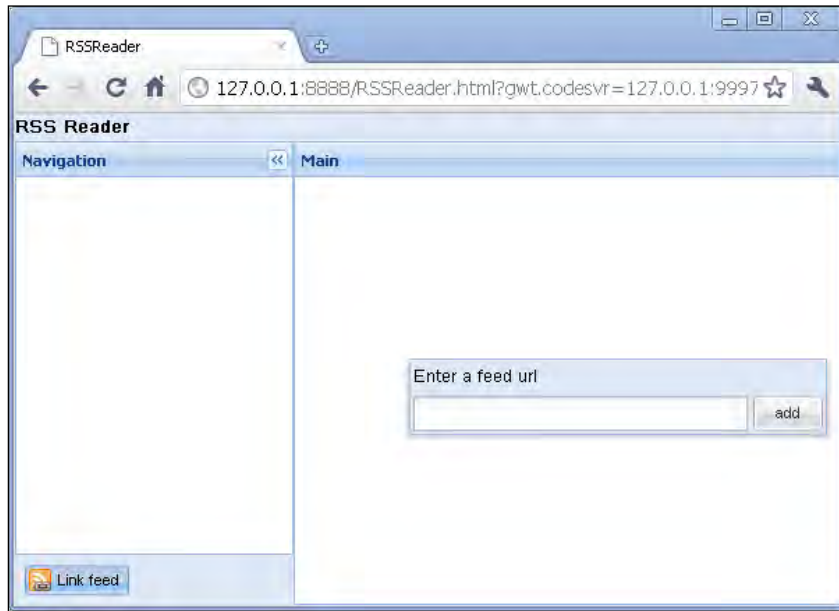 RSSReader
127.0.0.1:8888/RSSReader.html?gwt.codesvr=127.0.0.1:9997
RSS Reader
Navigation
Main
Enter a feed url
add
Link feed